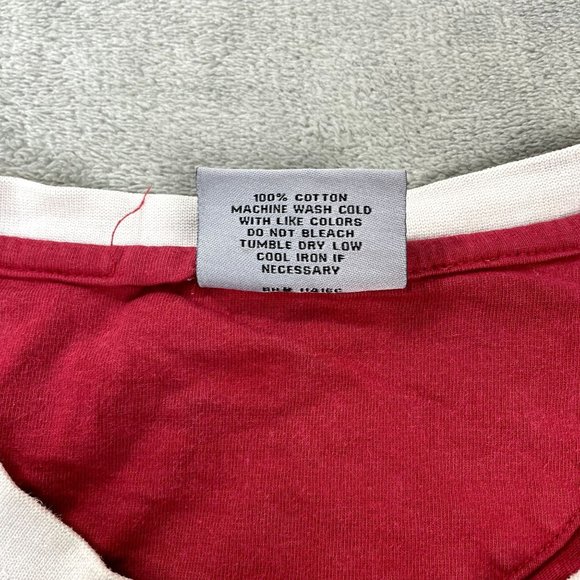 100% COTTON
MACHINE WASH COLD
WITH LIKE COLORS
DO NOT BLEACH
TUMBLE DRY LOW
COOL IRON IF
NECESSARY